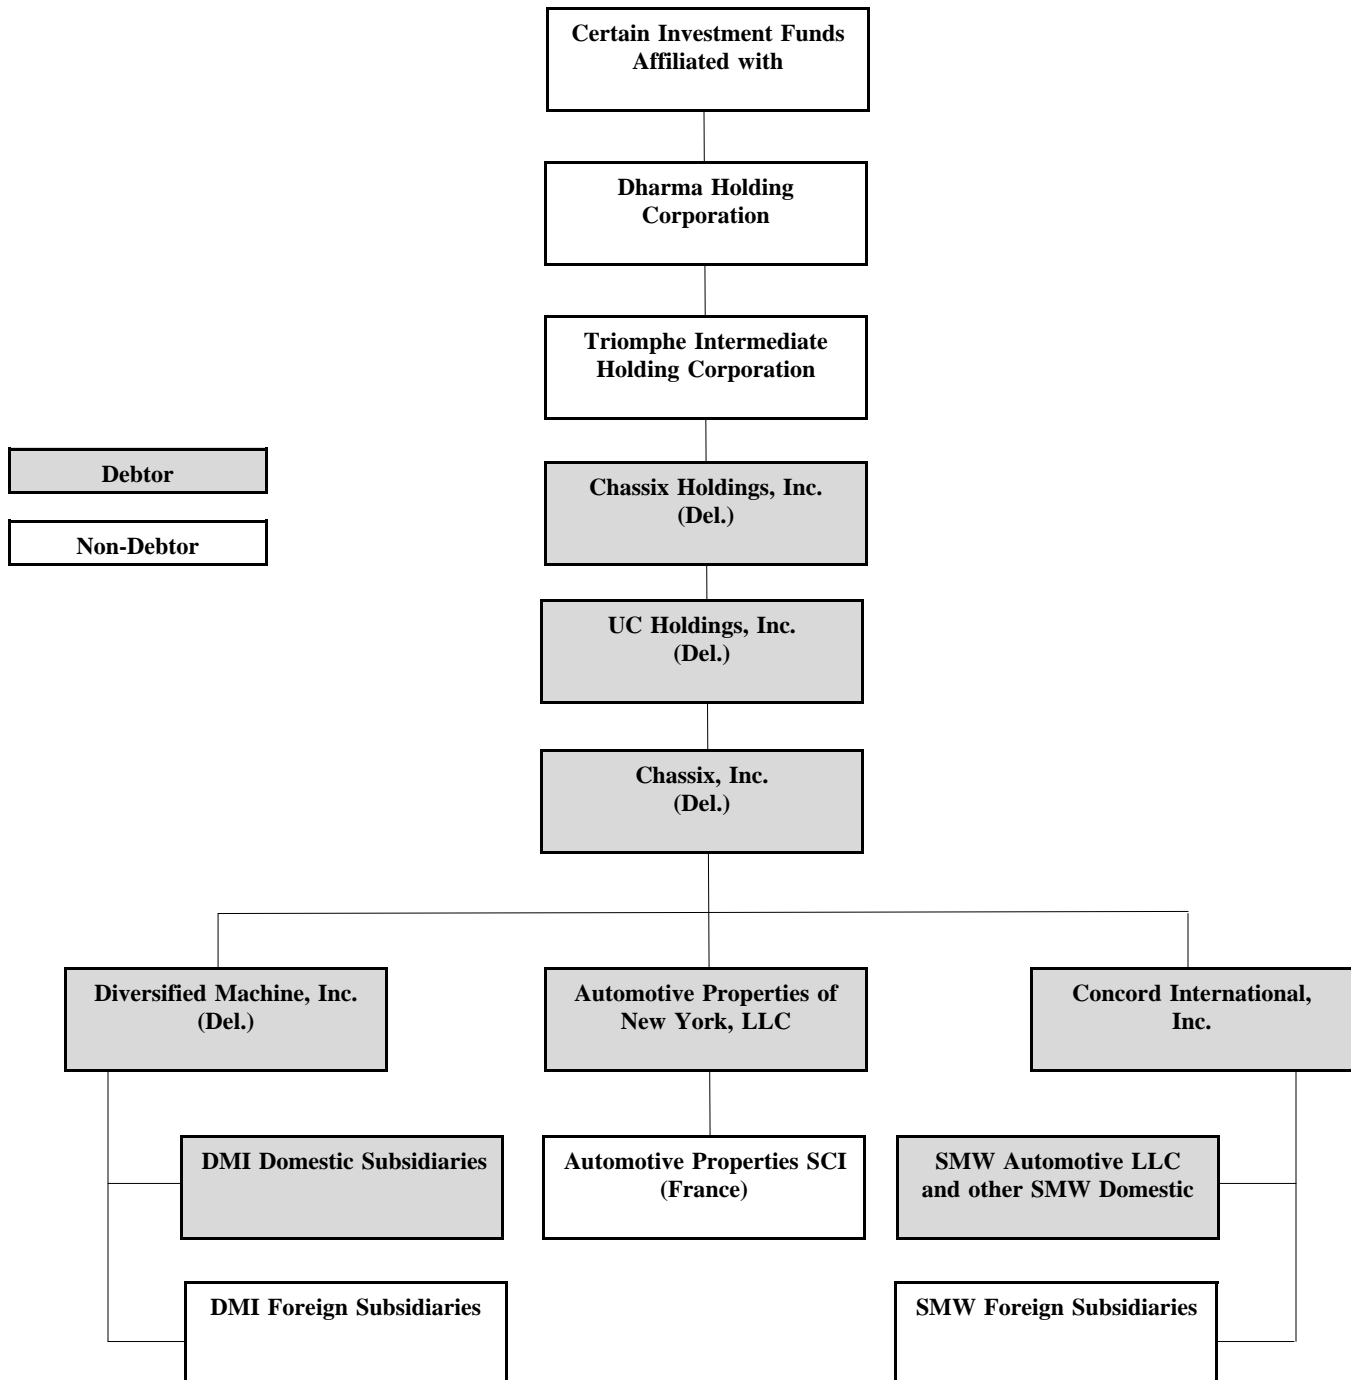 Certain Investment Funds
Affiliated with
Dharma Holding
Corporation
Triomphe Intermediate
Holding Corporation
Debtor
Non-Debtor
Chassix Holdings, Inc.
(Del.)
UC Holdings, Inc.
(Del.)
Chassix, Inc.
(Del.)
Diversified Machine, Inc.
(Del.)
Automotive Properties of
New York, LLC
Concord International,
Inc.
DMI Domestic Subsidiaries
Automotive Properties SCI
(France)
SMW Automotive LLC
and other SMW Domestic
DMI Foreign Subsidiaries
SMW Foreign Subsidiaries